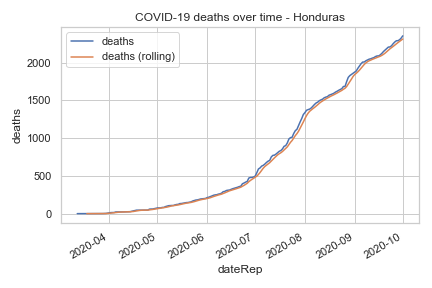 COVID-19 deaths over time - Honduras
deaths
deaths (rolling)
deaths
2000
1500
1000
500
0
2020-04
2020-05
2020-06
2020-07
2020-08
2020-09
2020-10
dateRep